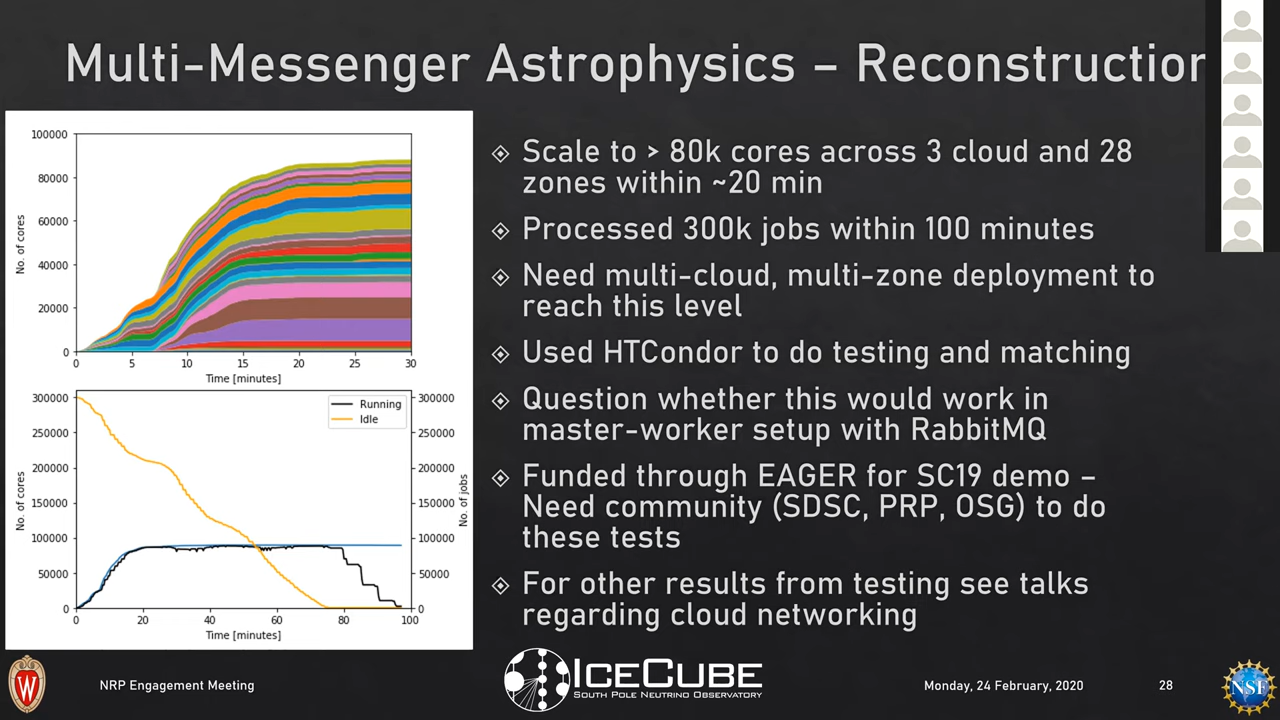 Multi-Messenger Astrophysics – Reconstruction
100000
80000
60000
40000
20000
0
No. of cores
0 5 10 15 20 25 30
Time [minutes]
300000
250000
200000
150000
100000
50000
0
No. of cores
Running
Idle
300000
250000
200000
150000
100000
50000
0
No. of jobs
0 20 40 60 80 100
Time [minutes]
Scale to > 80k cores across 3 cloud and 28
zones within ~20 min
Processed 300k jobs within 100 minutes
Need multi-cloud, multi-zone deployment to
reach this level
Used HTCondor to do testing and matching
Question whether this would work in
master-worker setup with RabbitMQ
Funded through EAGER for SC19 demo –
Need community (SDSC, PRP, OSG) to do
these tests
For other results from testing see talks
regarding cloud networking
W
NRP Engagement Meeting
ICECUBE
SOUTH POLE NEUTRINO OBSERVATORY
Monday, 24 February, 2020
28
NSF